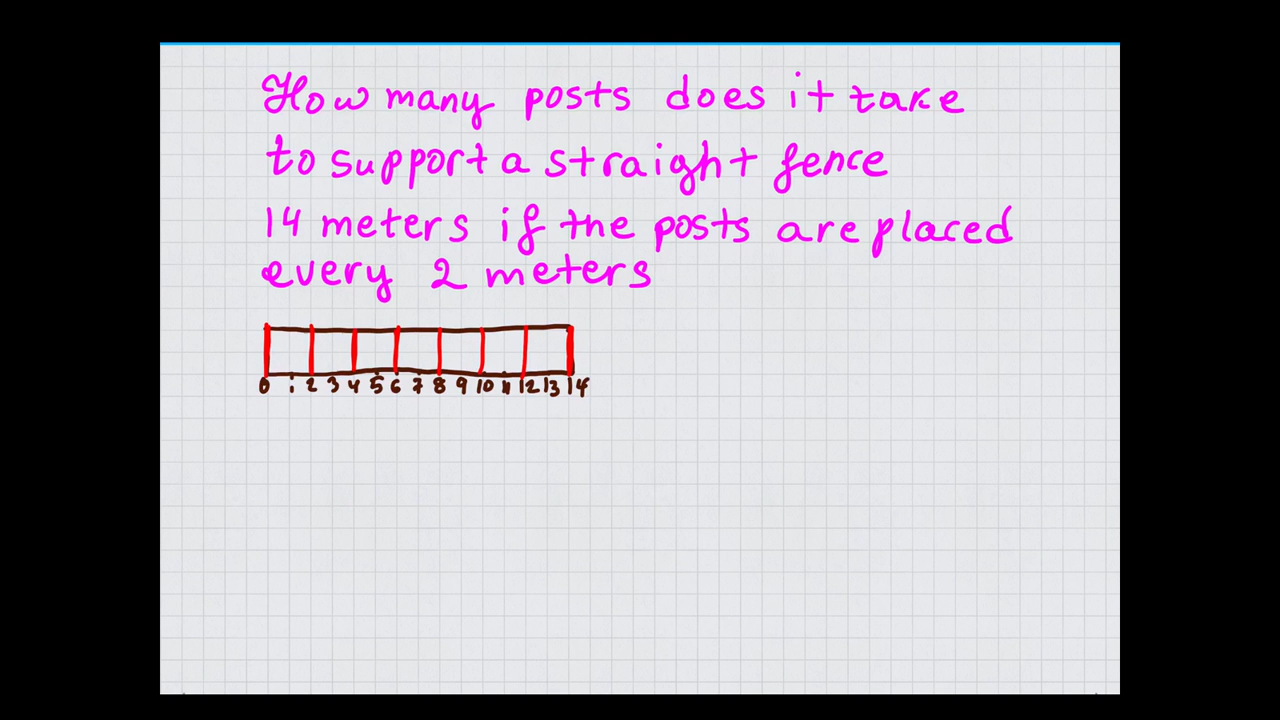 How many posts does it take
to support a straight fence
14 meters if the posts are placed
every 2 meters
0 1 2 3 4 5 6 7 8 9 10 11 12 13 14